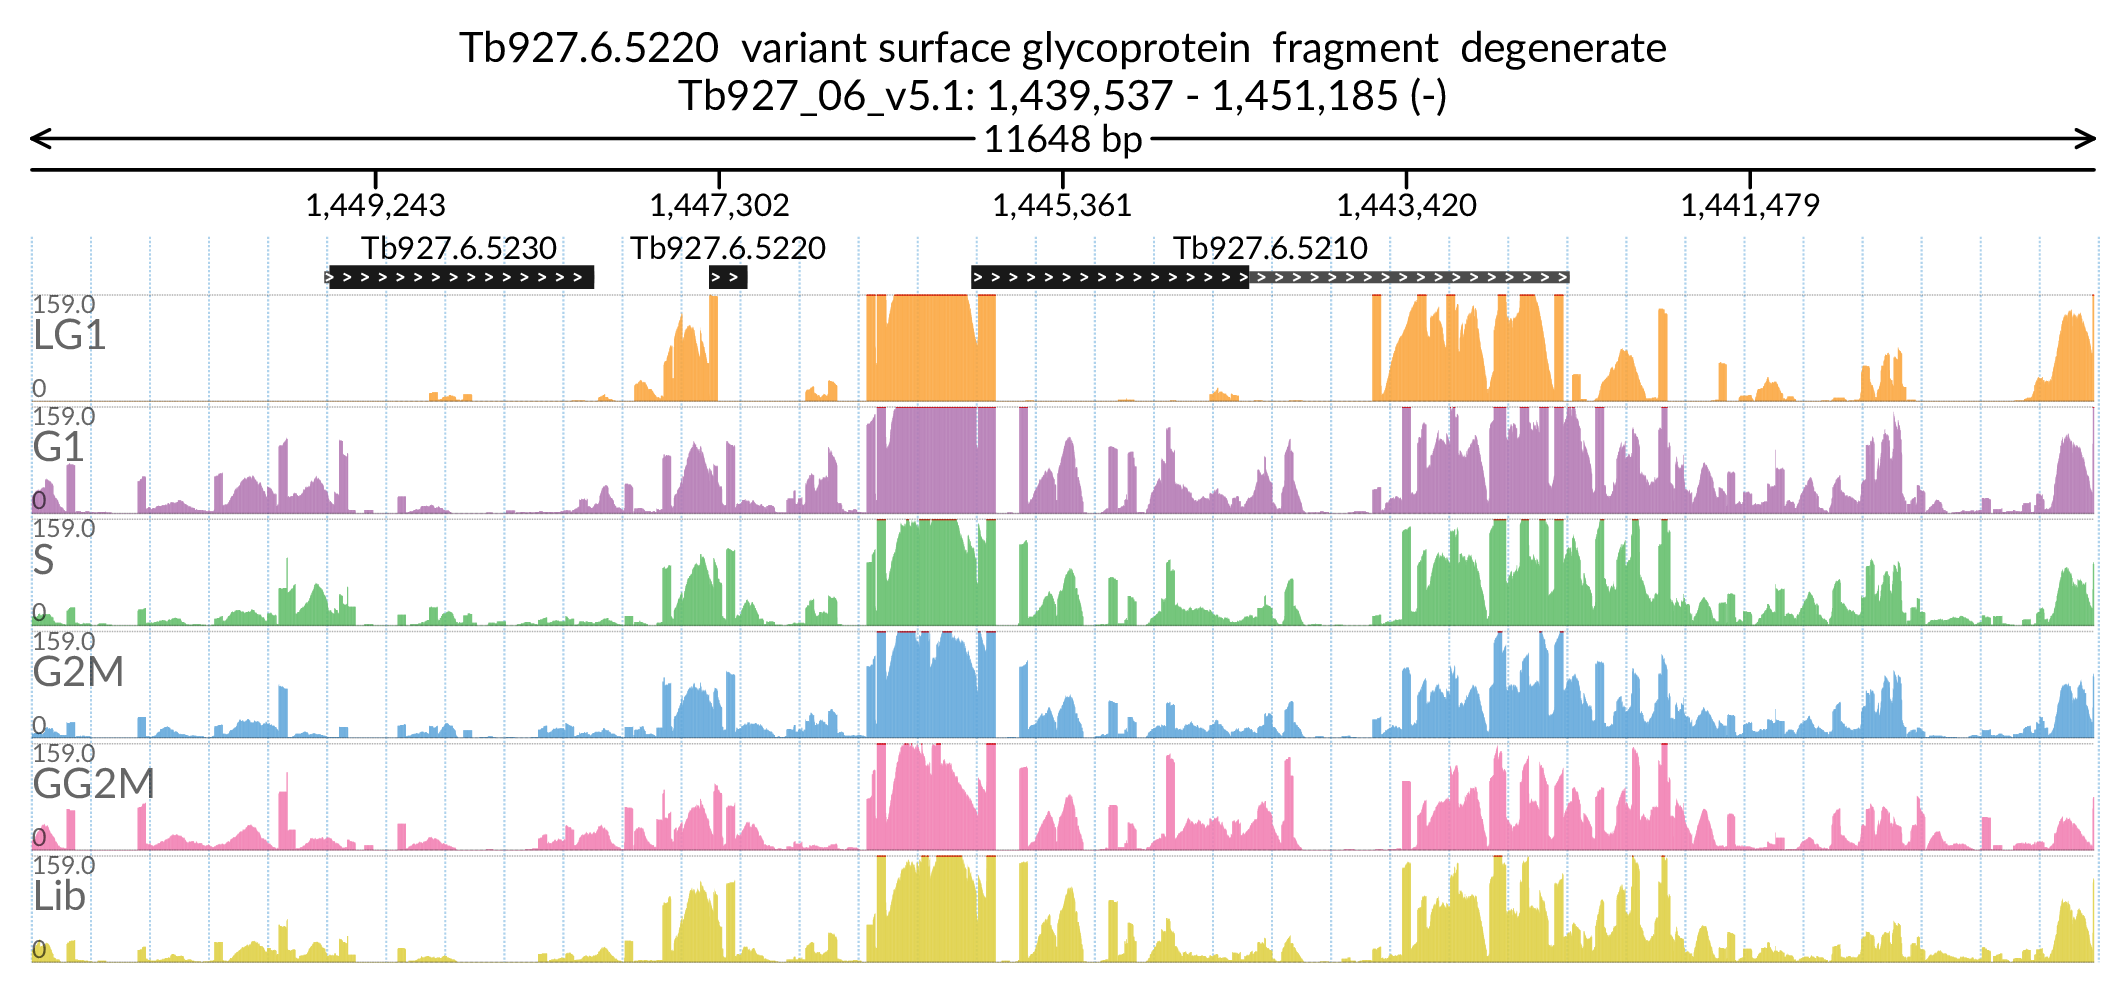 Tb927.6.5220 variant surface glycoprotein fragment degenerate
Tb927_06_v5.1: 1,439,537 - 1,451,185 (-)
11648 bp
1,449,243 1,447,302 1,445,361 1,443,420 1,441,479
Tb927.6.5230 Tb927.6.5220 Tb927.6.5210
159.0
LG1
0
159.0
G1
0
159.0
S
0
159.0
G2M
0
159.0
GG2M
0
159.0
Lib
0